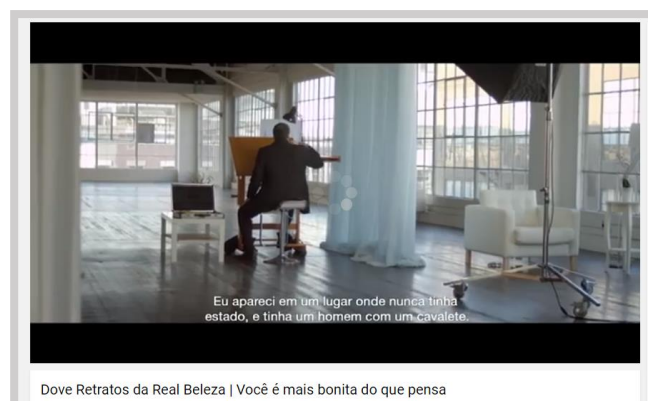 Eu apareci em um lugar onde nunca tinha
estado, e tinha um homem com um cavalete.
Dove Retratos da Real Beleza | Você é mais bonita do que pensa